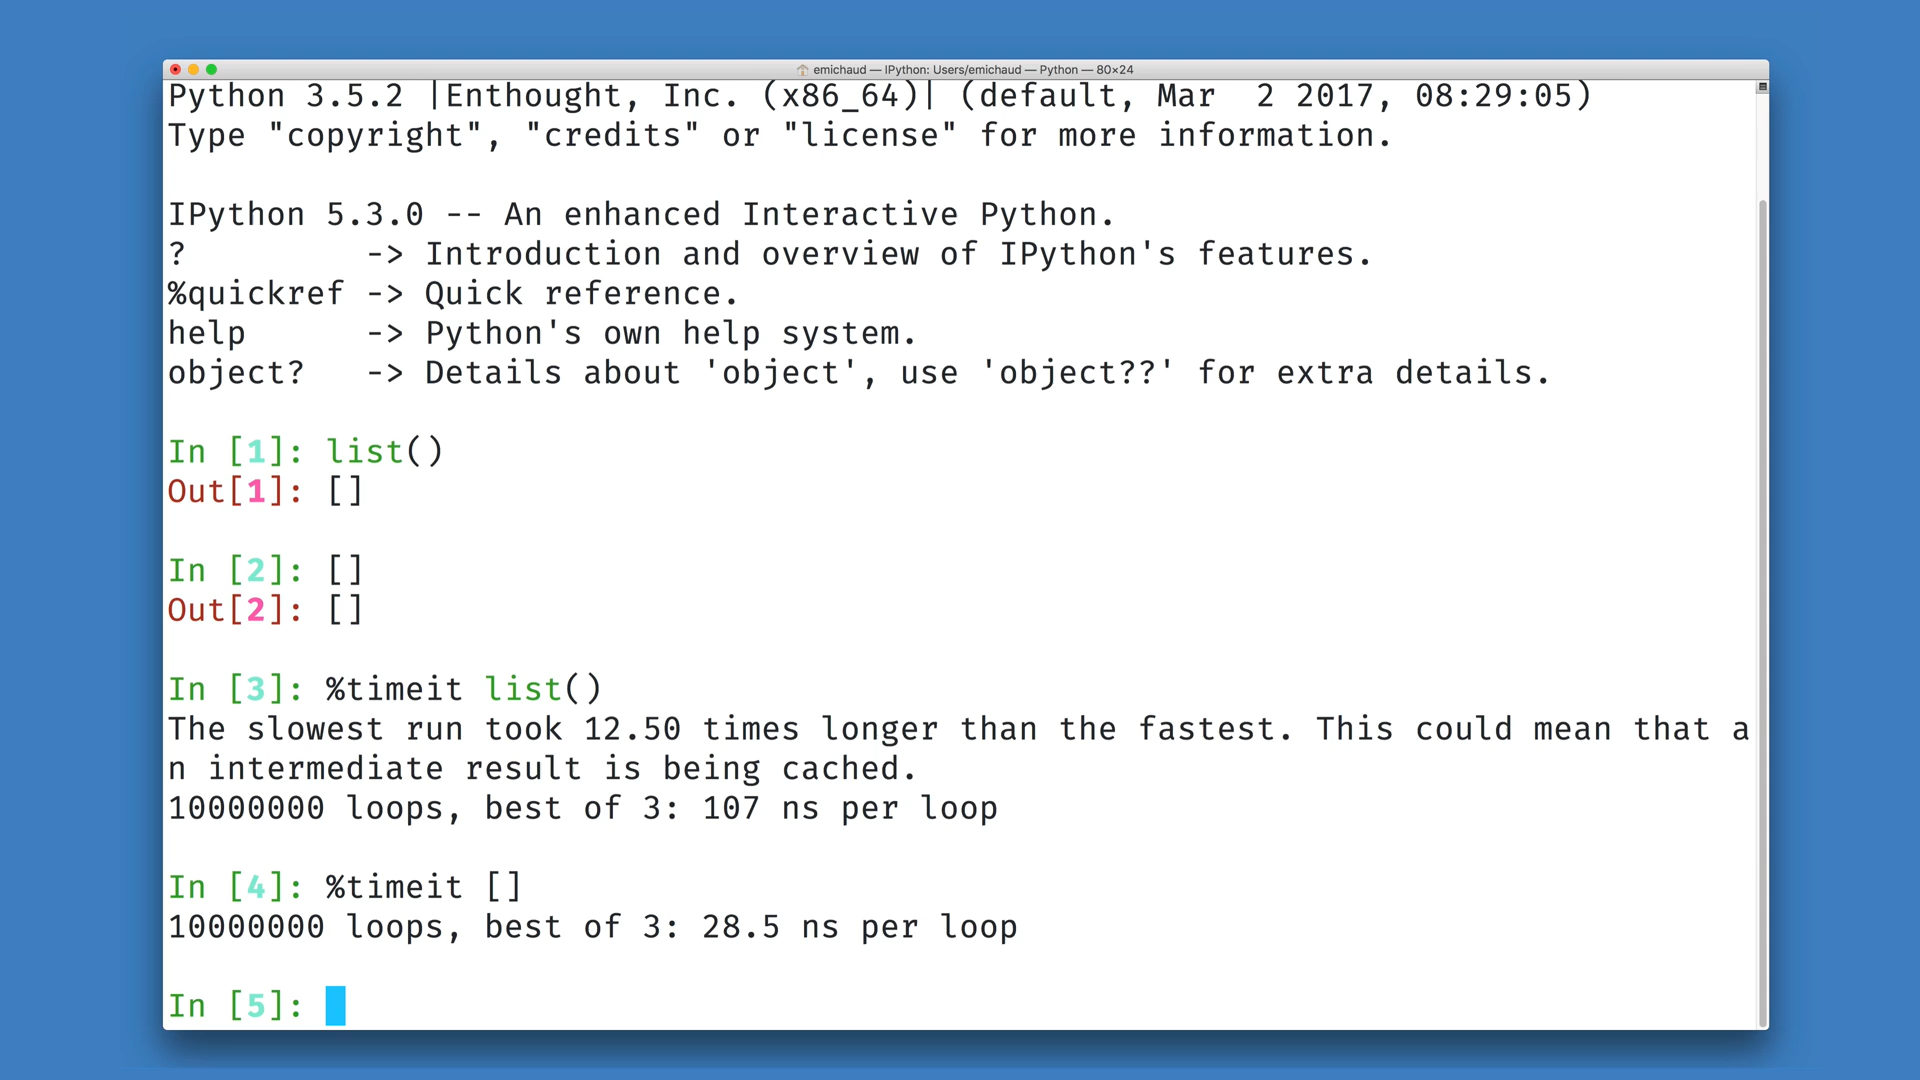 emichaud — IPython: Users/emichaud — Python — 80×24
Python 3.5.2 |Enthought, Inc. (x86_64)| (default, Mar  2 2017, 08:29:05)
Type "copyright", "credits" or "license" for more information.
IPython 5.3.0 -- An enhanced Interactive Python.
?         -> Introduction and overview of IPython's features.
%quickref -> Quick reference.
help      -> Python's own help system.
object?   -> Details about 'object', use 'object??' for extra details.
In [1]: list()
Out[1]: []
In [2]: []
Out[2]: []
In [3]: %timeit list()
The slowest run took 12.50 times longer than the fastest. This could mean that a
n intermediate result is being cached.
10000000 loops, best of 3: 107 ns per loop
In [4]: %timeit []
10000000 loops, best of 3: 28.5 ns per loop
In [5]: